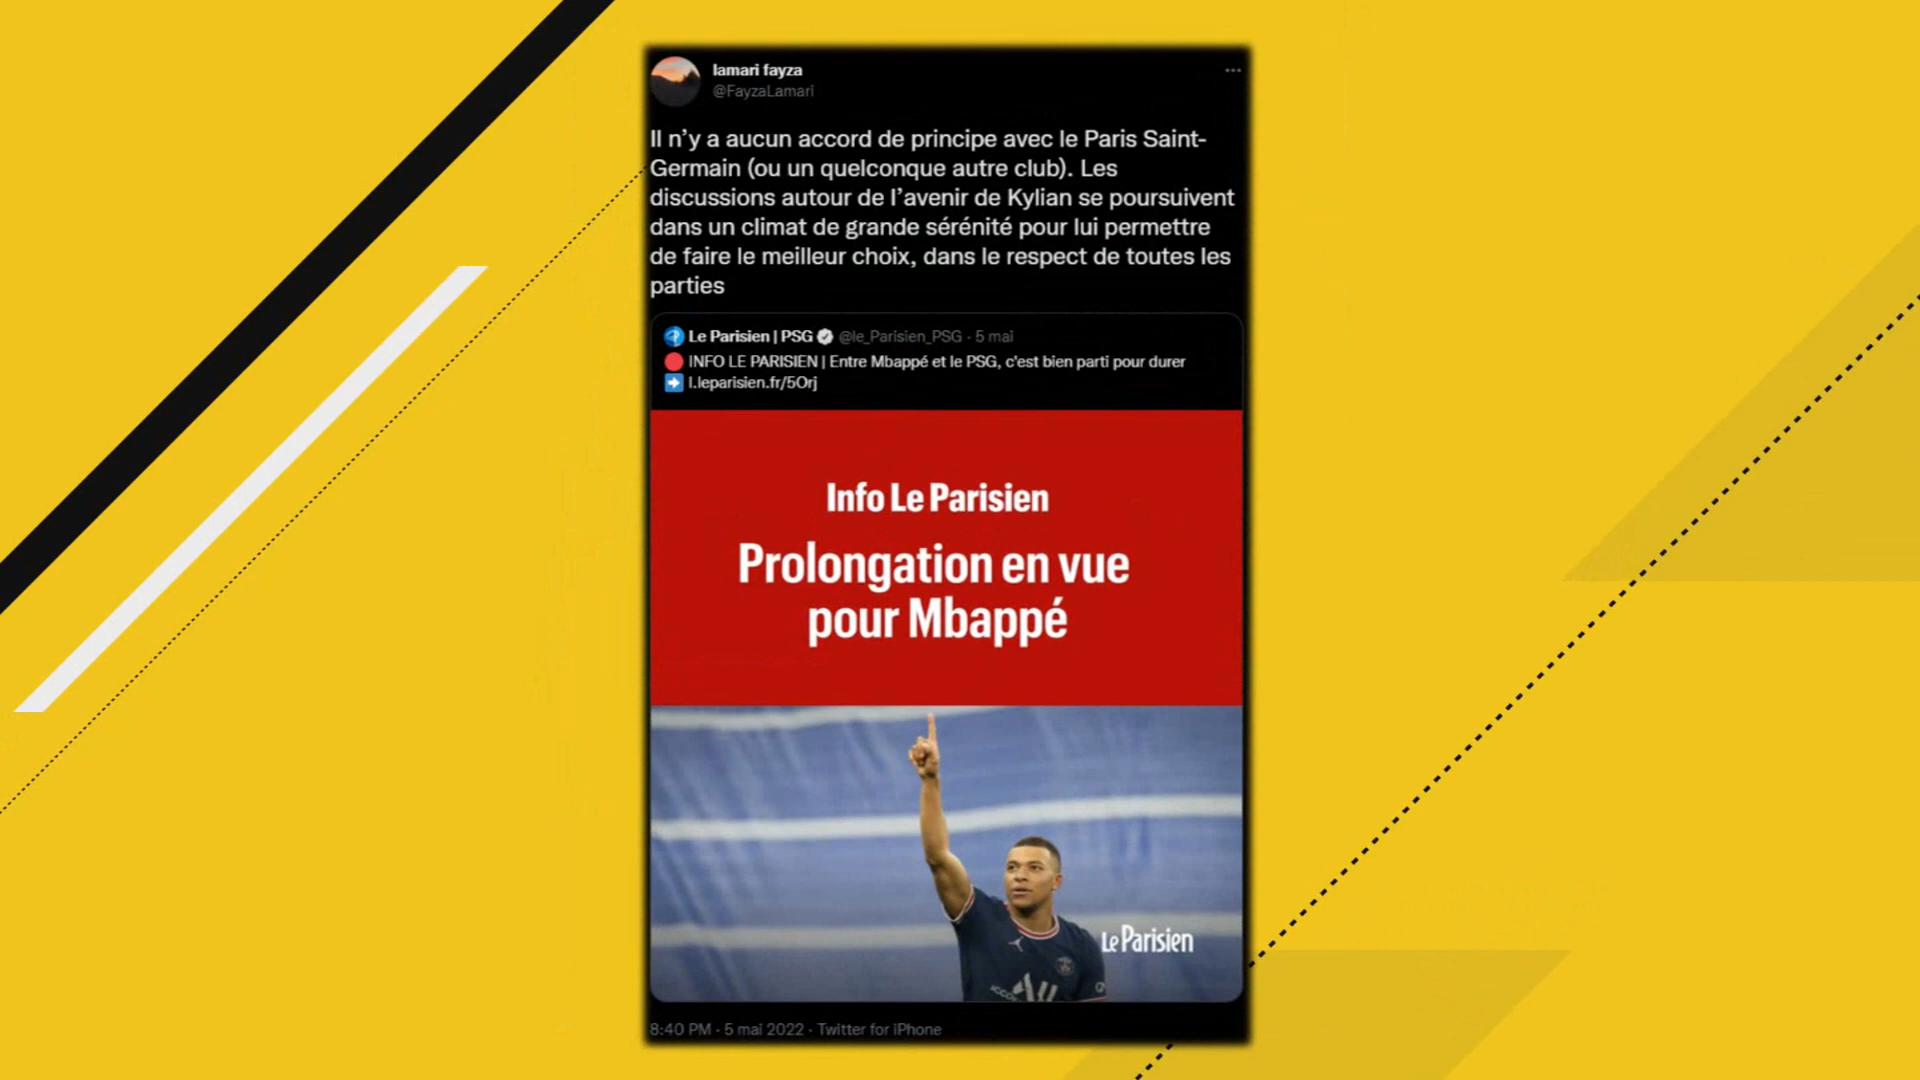 lamari fayza
@FayzaLamari
Il n’y a aucun accord de principe avec le Paris Saint-
Germain (ou un quelconque autre club). Les
discussions autour de l’avenir de Kylian se poursuivent
dans un climat de grande sérénité pour lui permettre
de faire le meilleur choix, dans le respect de toutes les
parties
Le Parisien | PSG @le_Parisien_PSG · 5 mai
INFO LE PARISIEN | Entre Mbappé et le PSG, c'est bien parti pour durer
l.leparisien.fr/5Orj
Info Le Parisien
Prolongation en vue
pour Mbappé
Le Parisien
8:40 PM · 5 mai 2022 · Twitter for iPhone